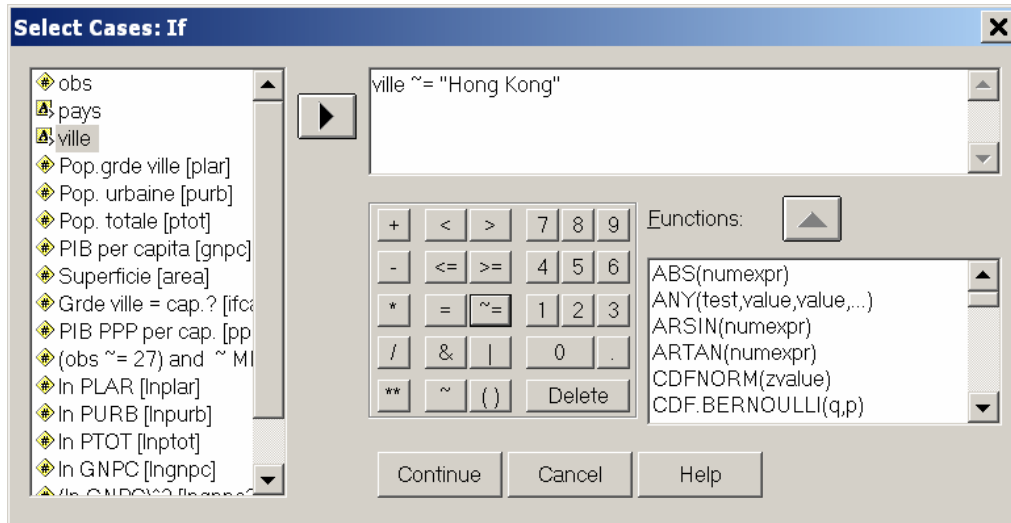 Select Cases: If
obs
pays
ville
Pop.grde ville [plar]
Pop. urbaine [purb]
Pop. totale [ptot]
PIB per capita [gnpc]
Superficie [area]
Grde ville = cap.? [ifca
PIB PPP per cap. [pp
(obs ~= 27) and ~ MI
ln PLAR [lnplar]
ln PURB [lnpurb]
ln PTOT [lnptot]
ln GNPC [lngnpc]
ville ~= "Hong Kong"
+ < > 7 8 9
- <= >= 4 5 6
* = ~= 1 2 3
/ & | 0 .
** ~ ( ) Delete
Functions:
ABS(numexpr)
ANY(test,value,value,...)
ARSIN(numexpr)
ARTAN(numexpr)
CDFNORM(zvalue)
CDF.BERNOULLI(q,p)
Continue Cancel Help